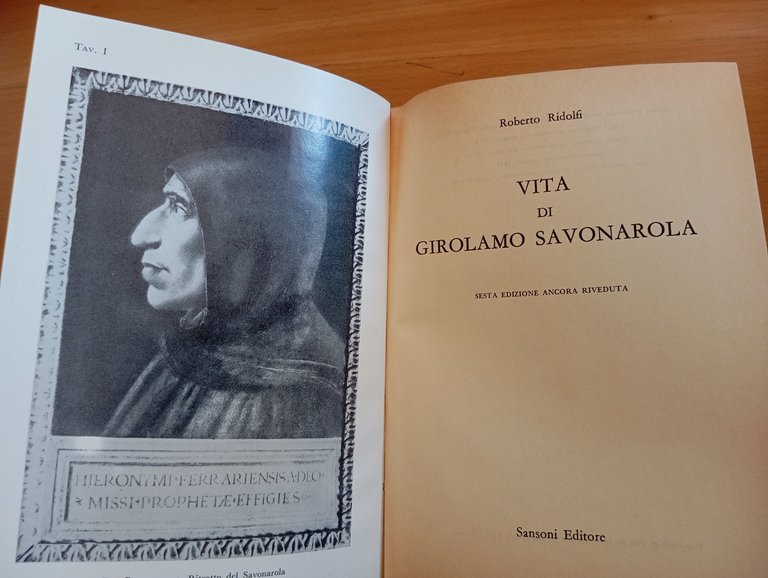 TAV. I
HIERONYMI·FERRARIENSIS·A·DEO
MISSI·PROPHETÆ·EFFIGIES
Ritratto del Savonarola
Roberto Ridolfi
VITA
DI
GIROLAMO SAVONAROLA
SESTA EDIZIONE ANCORA RIVEDUTA
Sansoni Editore